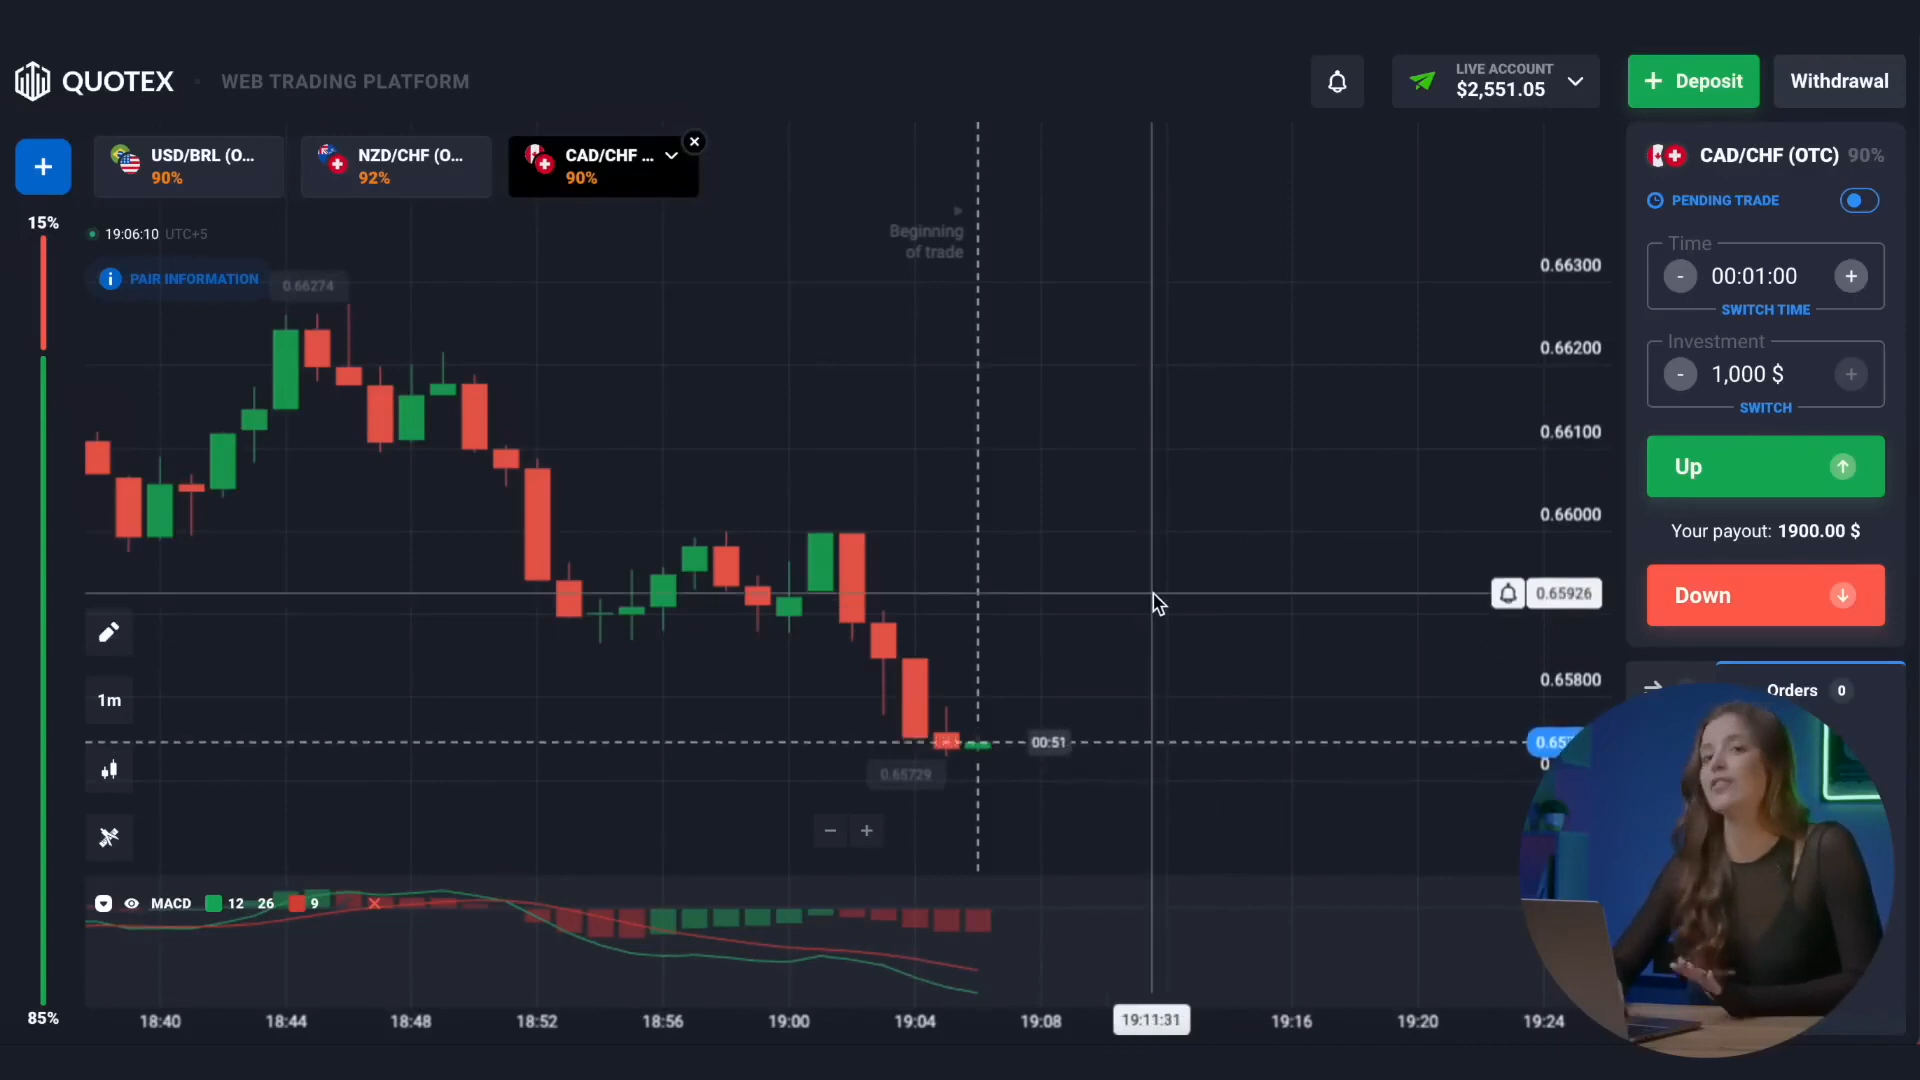 QUOTEX
WEB TRADING PLATFORM
LIVE ACCOUNT
$2,551.05
+ Deposit
Withdrawal
+
USD/BRL (O...
90%
NZD/CHF (O...
92%
CAD/CHF ...
90%
CAD/CHF (OTC) 90%
15%
19:06:10 UTC+5
Beginning
of trade
PENDING TRADE
PAIR INFORMATION
0.66274
Time
- 00:01:00 +
SWITCH TIME
Investment
- 1,000 $ +
SWITCH
Up
Your payout: 1900.00 $
Down
0.66300
0.66200
0.66100
0.66000
0.65926
0.65800
Orders 0
1m
00:51
0.65
0
0.65729
− +
MACD 12 26 9
85%
18:40 18:44 18:48 18:52 18:56 19:00 19:04 19:08 19:11:31 19:16 19:20 19:24